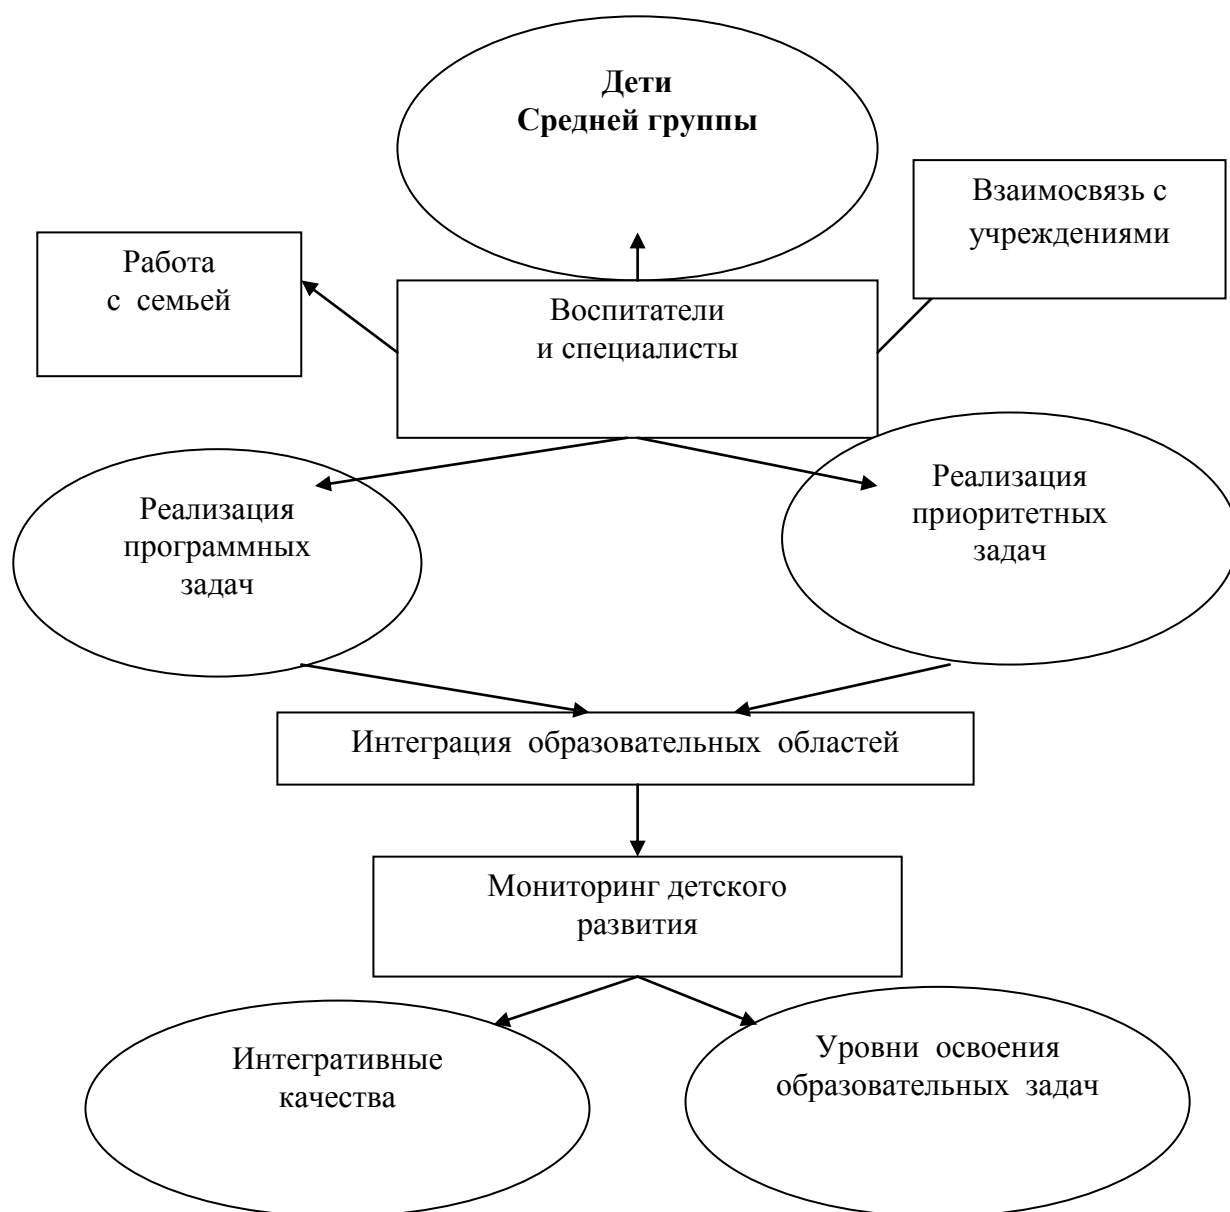 Дети
Средней группы
Взаимосвязь с
учреждениями
Работа
с семьей
Воспитатели
и специалисты
Реализация
программных
задач
Реализация
приоритетных
задач
Интеграция образовательных областей
Мониторинг детского
развития
Интегративные
качества
Уровни освоения
образовательных задач